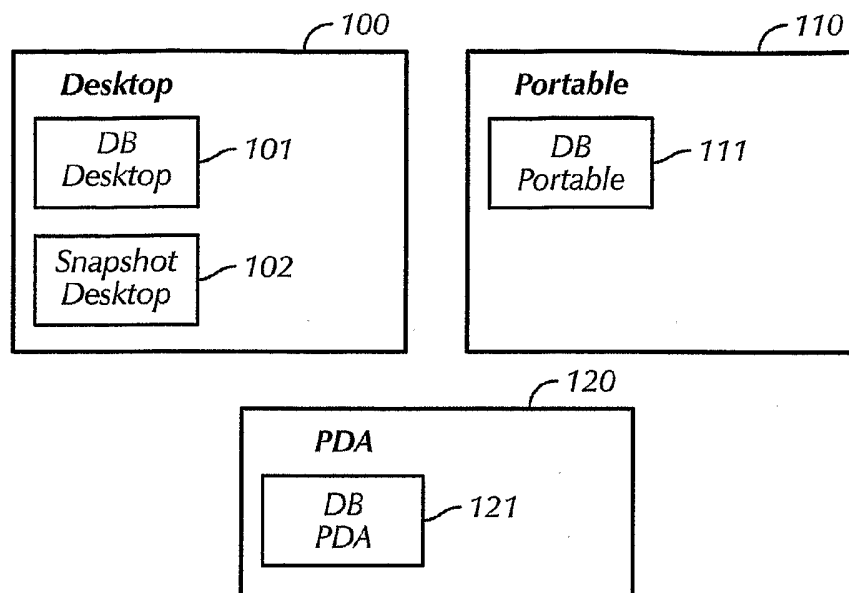 100
Desktop
DB
Desktop
101
Snapshot
Desktop
102
110
Portable
DB
Portable
111
120
PDA
DB
PDA
121